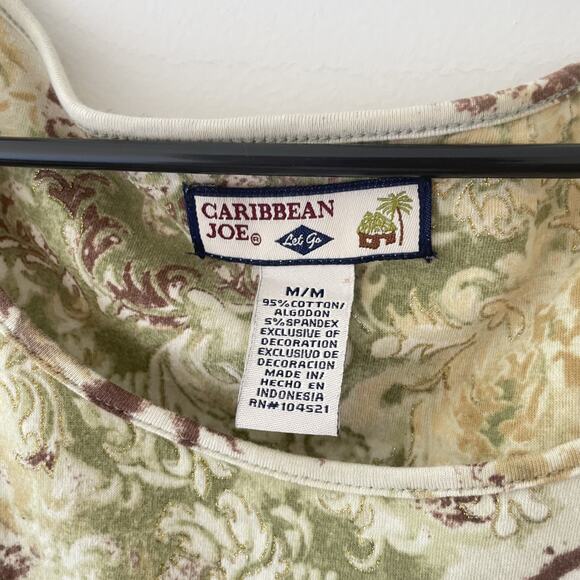 CARIBBEAN
JOE®
Let Go
M/M
95% COTTON/
ALGODON
5% SPANDEX
EXCLUSIVE OF
DECORATION
EXCLUSIVO DE
DECORACION
MADE IN/
HECHO EN
INDONESIA
RN#104521